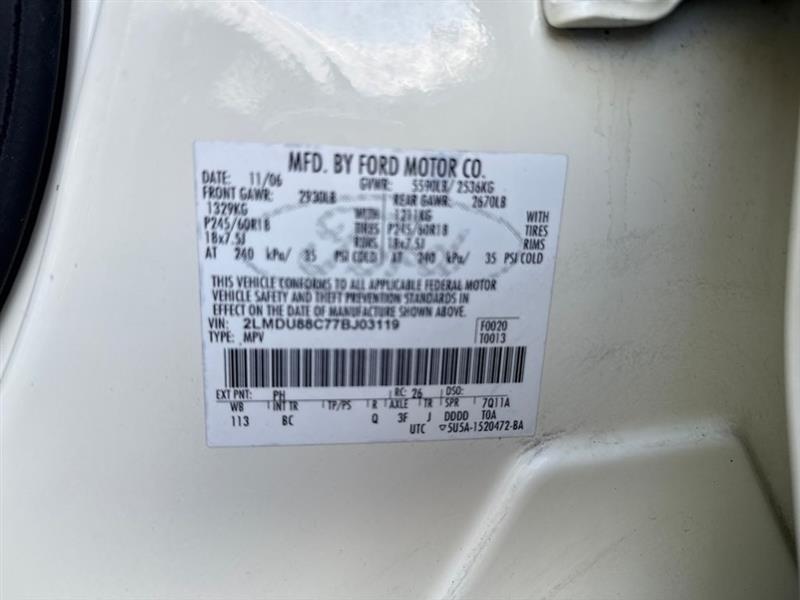 MFD. BY FORD MOTOR CO.
DATE: 11/06 GVWR: 5590LB/ 2536KG
FRONT GAWR: 2930LB REAR GAWR: 2670LB
1329KG WITH 1211KG WITH
P245/60R18 TIRES P245/60R18 TIRES
18x7.5J RIMS 18x7.5J RIMS
AT 240 kPa/ 35 PSI COLD AT 240 kPa/ 35 PSI COLD
THIS VEHICLE CONFORMS TO ALL APPLICABLE FEDERAL MOTOR
VEHICLE SAFETY AND THEFT PREVENTION STANDARDS IN
EFFECT ON THE DATE OF MANUFACTURE SHOWN ABOVE.
VIN: 2LMDU88C77BJ03119 F0020
TYPE: MPV T0013
EXT PNT: PH RC: 26 DSO:
WB INT TR TP/PS R AXLE TR SPR 7Q11A
113 BC Q 3F J DDDD T0A
UTC 5U5A-1520472-BA